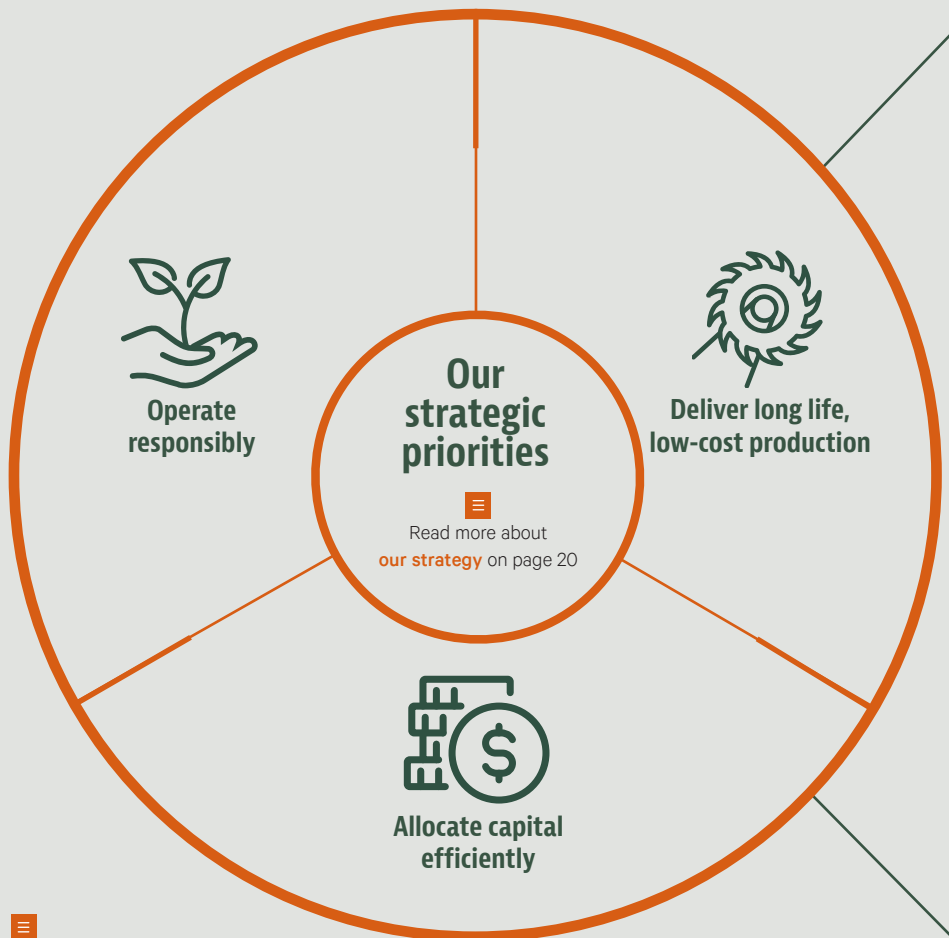 Operate
responsibly
Our
strategic
priorities
Read more about
our strategy on page 20
Deliver long life,
low-cost production
$
Allocate capital
efficiently